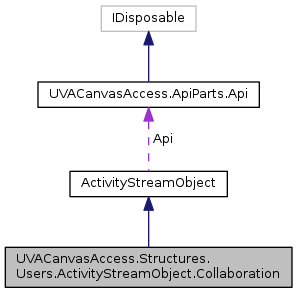 IDisposable
UVACanvasAccess.ApiParts.Api
Api
ActivityStreamObject
UVACanvasAccess.Structures.
Users.ActivityStreamObject.Collaboration